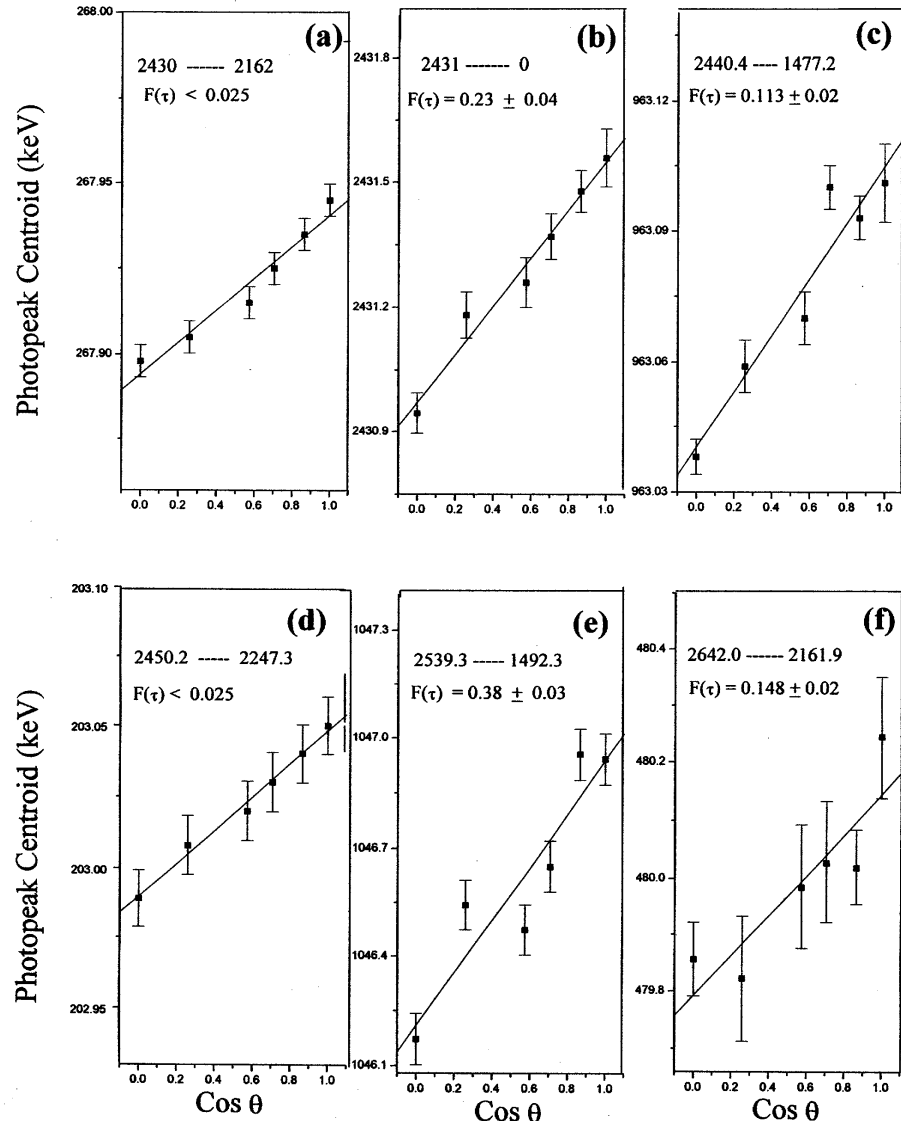 Photopeak Centroid (keV)
(a)
2430 ------ 2162
F(τ) < 0.025
268.00
267.95
267.90
0.0 0.2 0.4 0.6 0.8 1.0
(b)
2431 ------- 0
F(τ) = 0.23 ± 0.04
2431.8
2431.5
2431.2
2430.9
0.0 0.2 0.4 0.6 0.8 1.0
(c)
2440.4 ---- 1477.2
F(τ) = 0.113 ± 0.02
963.12
963.09
963.06
963.03
0.0 0.2 0.4 0.6 0.8 1.0
Photopeak Centroid (keV)
(d)
2450.2 ----- 2247.3
F(τ) < 0.025
203.10
203.05
203.00
202.95
0.0 0.2 0.4 0.6 0.8 1.0
Cos θ
(e)
2539.3 ----- 1492.3
F(τ) = 0.38 ± 0.03
1047.3
1047.0
1046.7
1046.4
1046.1
0.0 0.2 0.4 0.6 0.8 1.0
Cos θ
(f)
2642.0 ------ 2161.9
F(τ) = 0.148 ± 0.02
480.4
480.2
480.0
479.8
0.0 0.2 0.4 0.6 0.8 1.0
Cos θ